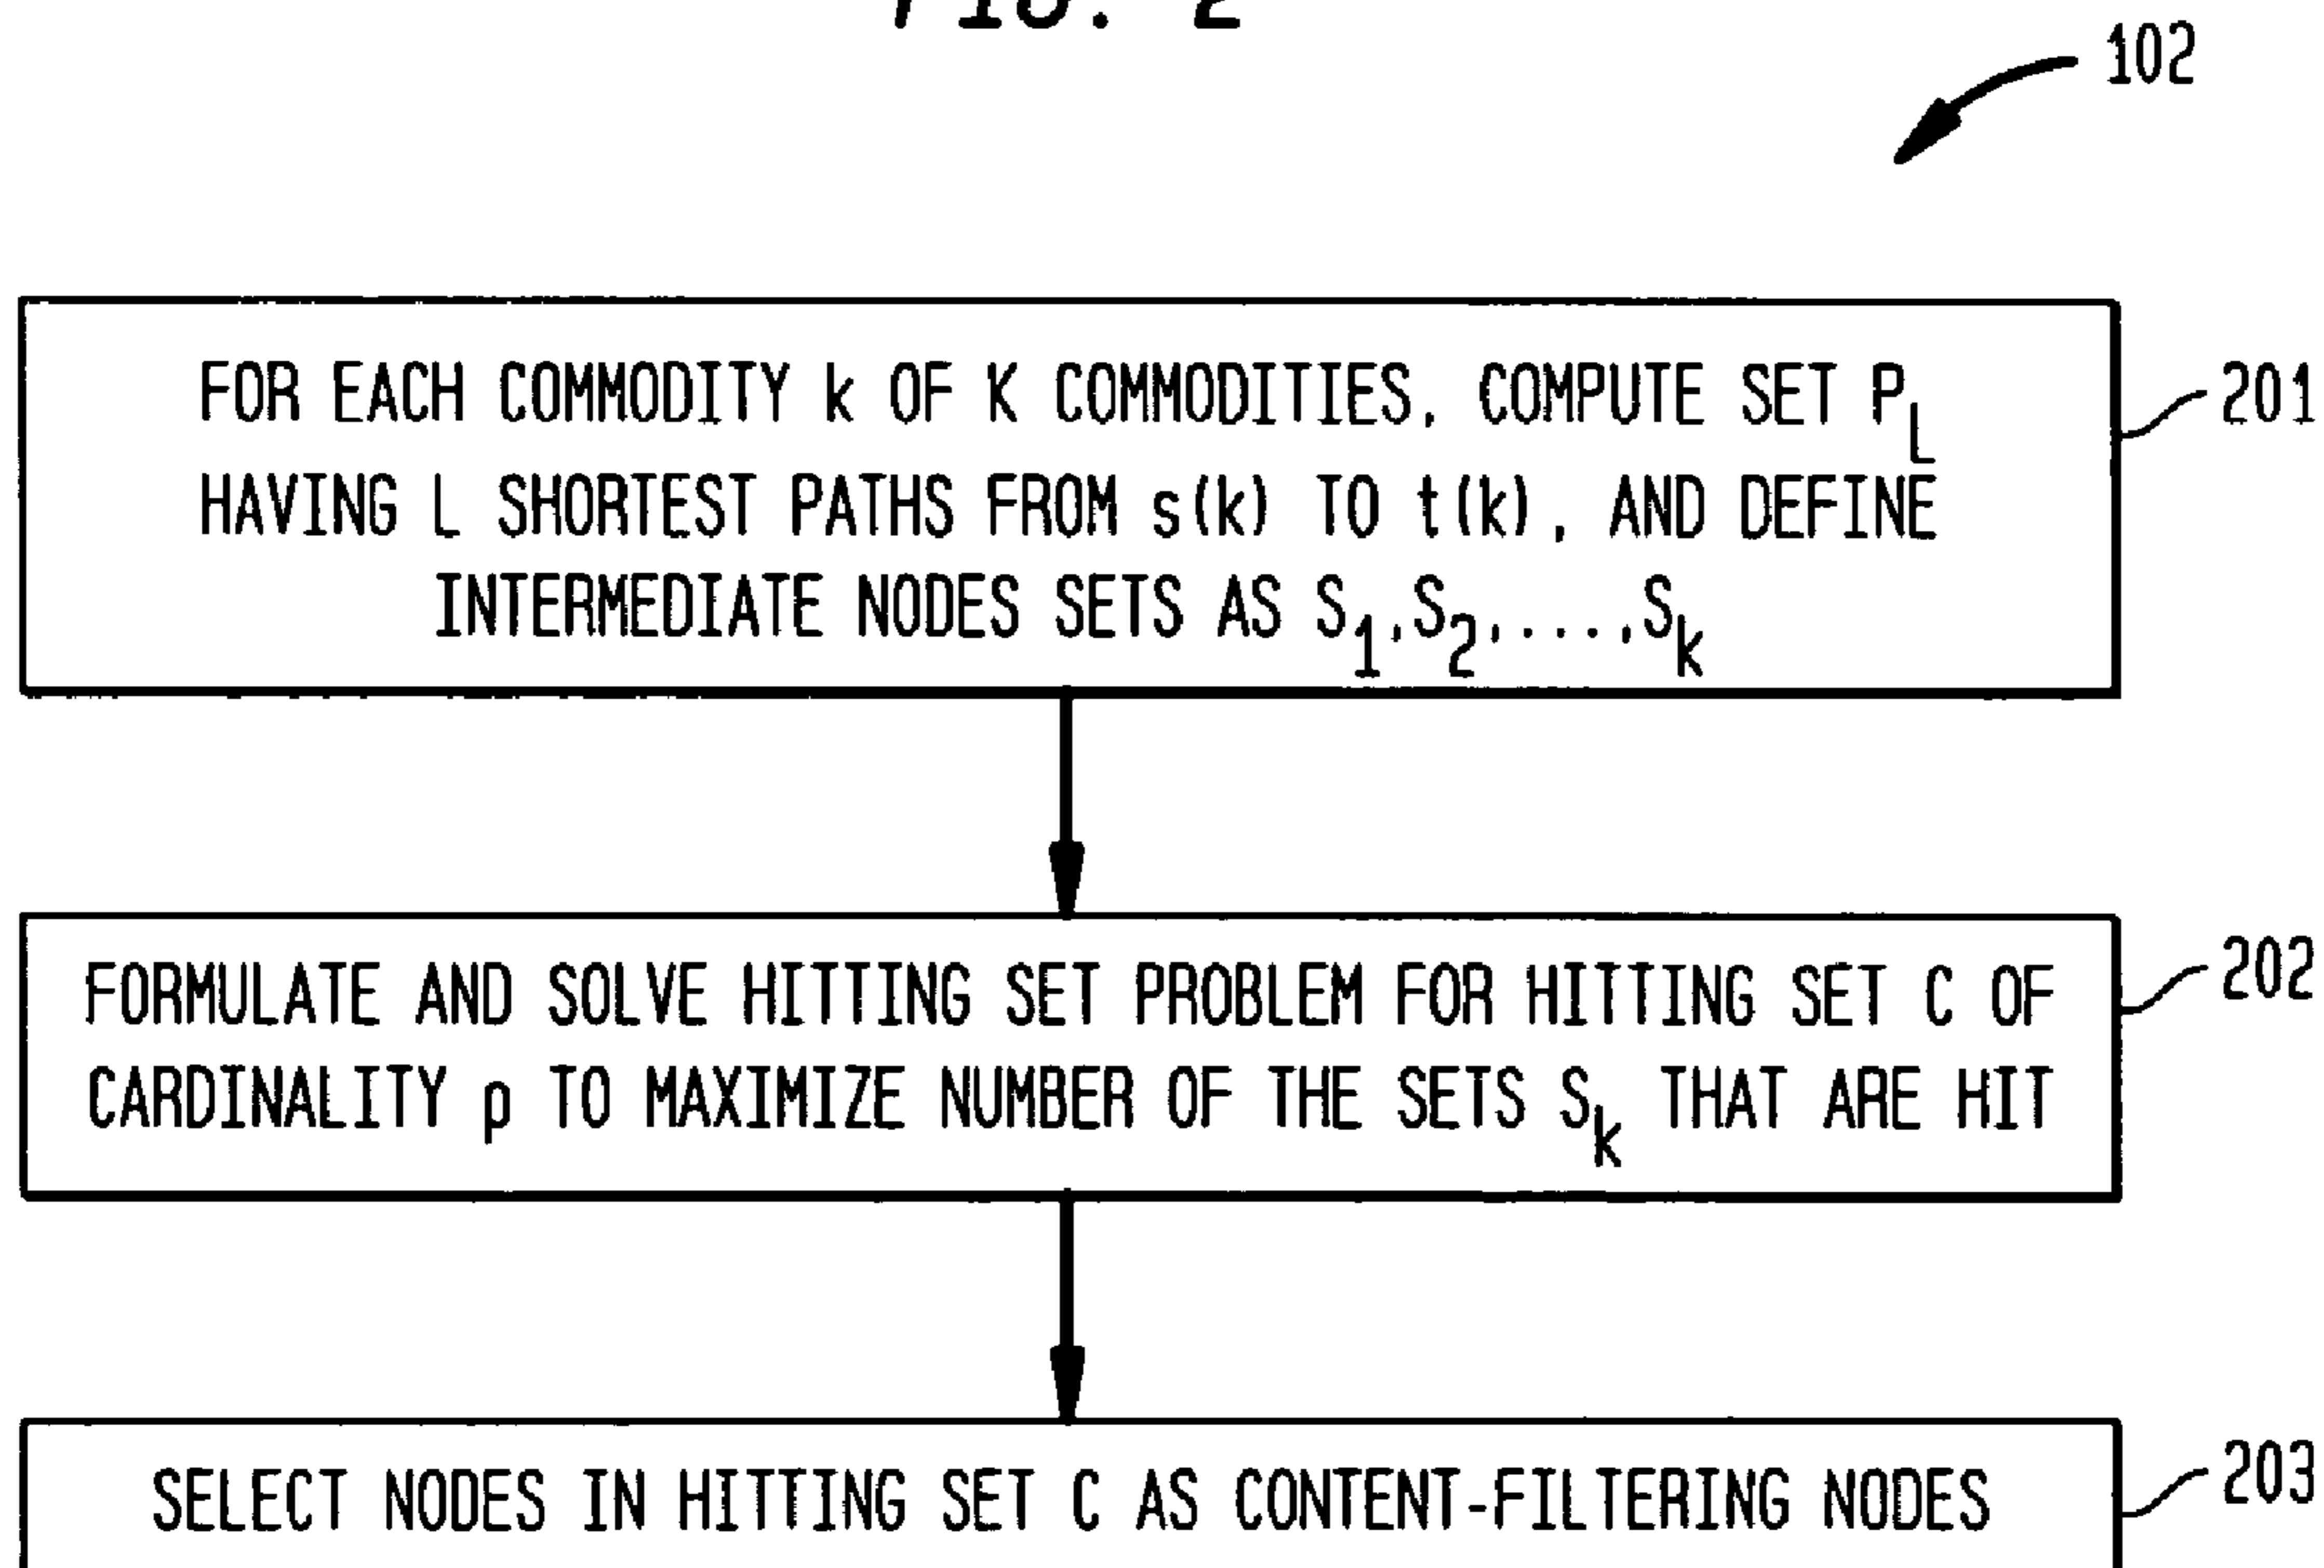 FIG. 2
102
FOR EACH COMMODITY k OF K COMMODITIES, COMPUTE SET P_L
HAVING L SHORTEST PATHS FROM s(k) TO t(k), AND DEFINE
INTERMEDIATE NODES SETS AS S_1,S_2,....,S_k
201
FORMULATE AND SOLVE HITTING SET PROBLEM FOR HITTING SET C OF
CARDINALITY p TO MAXIMIZE NUMBER OF THE SETS S_k THAT ARE HIT
202
SELECT NODES IN HITTING SET C AS CONTENT-FILTERING NODES
203